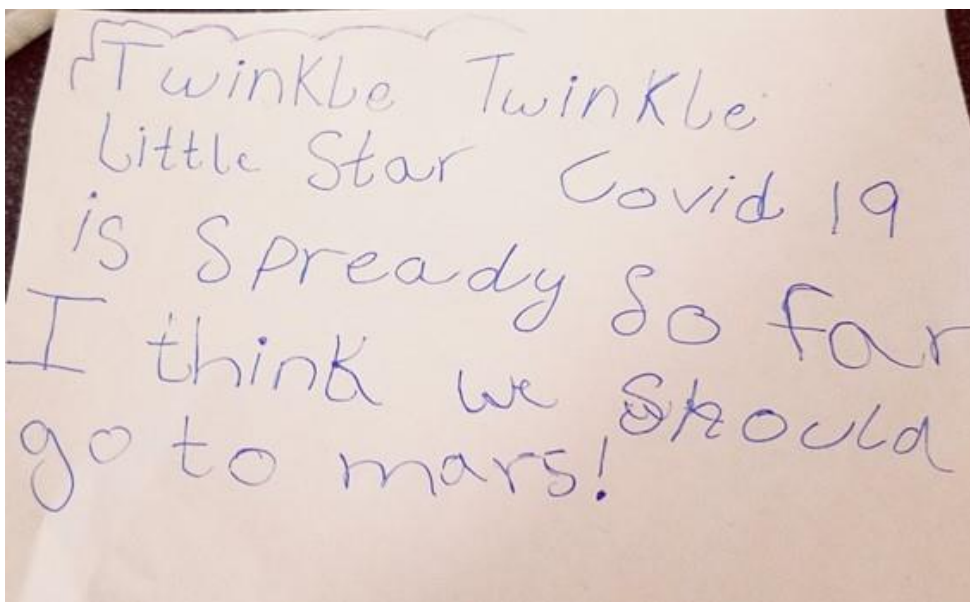 Twinkle Twinkle
Little Star Covid 19
is Spready So far
I think we Should
go to mars!